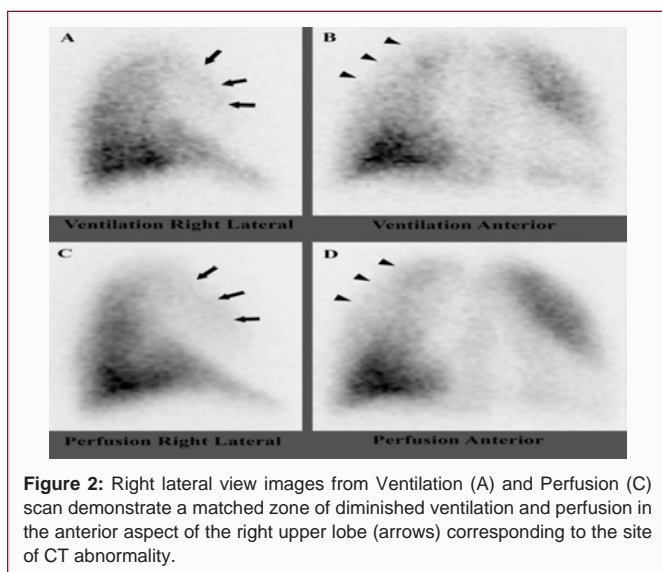 A
B
Ventilation Right Lateral
Ventilation Anterior
C
D
Perfusion Right Lateral
Perfusion Anterior
Figure 2: Right lateral view images from Ventilation (A) and Perfusion (C)
scan demonstrate a matched zone of diminished ventilation and perfusion in
the anterior aspect of the right upper lobe (arrows) corresponding to the site
of CT abnormality.